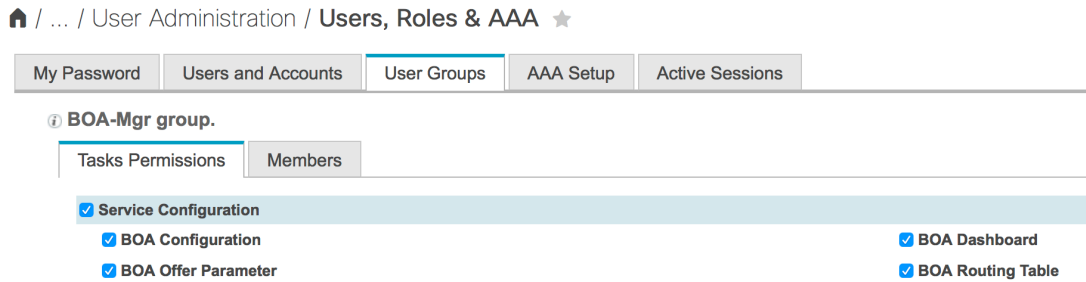 / ... / User Administration / Users, Roles & AAA
My Password Users and Accounts User Groups AAA Setup Active Sessions
BOA-Mgr group.
Tasks Permissions Members
Service Configuration
BOA Configuration BOA Dashboard
BOA Offer Parameter BOA Routing Table